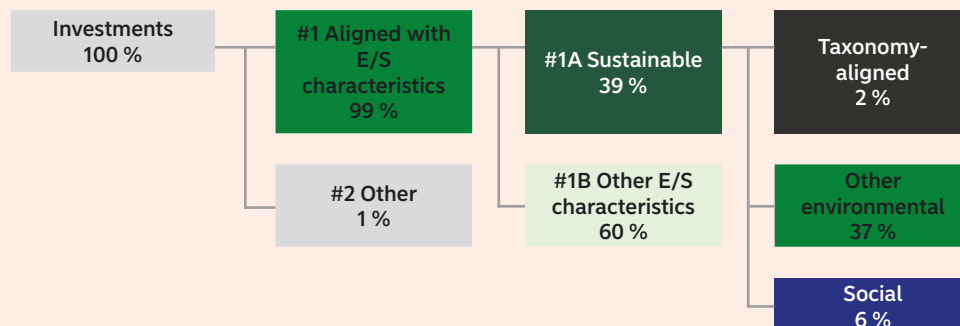 Investments
100 %
#1 Aligned with
E/S
characteristics
99 %
#1A Sustainable
39 %
Taxonomy-
aligned
2 %
#2 Other
1 %
#1B Other E/S
characteristics
60 %
Other
environmental
37 %
Social
6 %